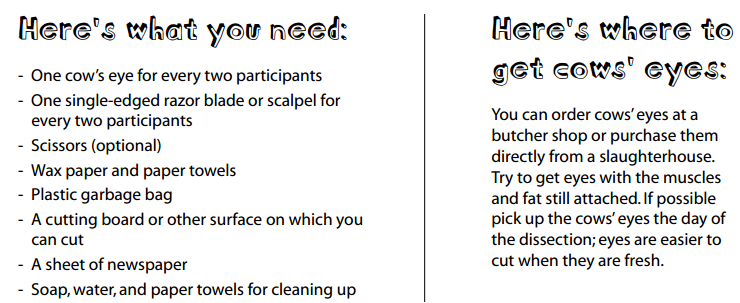 Here's what you need:
- One cow's eye for every two participants
- One single-edged razor blade or scalpel for
every two participants
- Scissors (optional)
- Wax paper and paper towels
- Plastic garbage bag
- A cutting board or other surface on which you
can cut
- A sheet of newspaper
- Soap, water, and paper towels for cleaning up
Here's where to
get cows' eyes:
You can order cows' eyes at a
butcher shop or purchase them
directly from a slaughterhouse.
Try to get eyes with the muscles
and fat still attached. If possible
pick up the cows' eyes the day of
the dissection; eyes are easier to
cut when they are fresh.